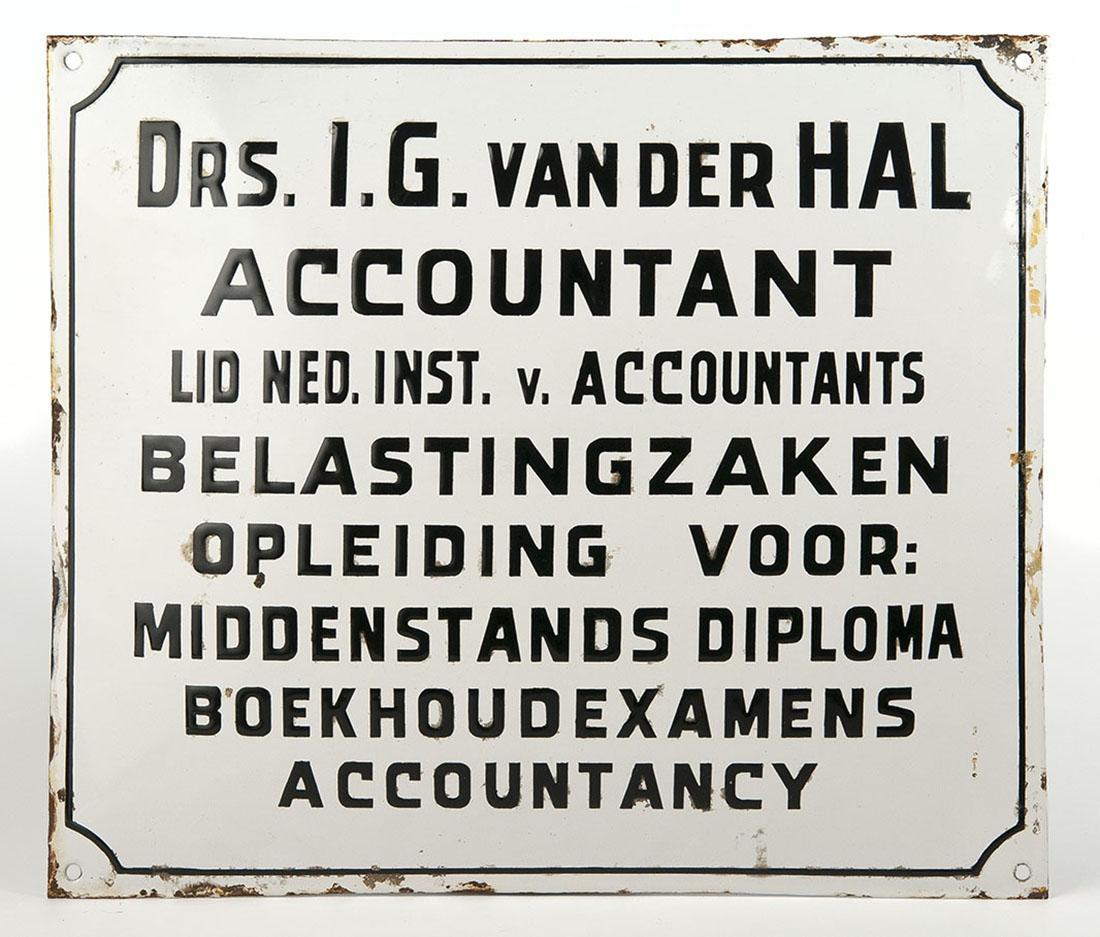 DRS. I.G. VAN DER HAL
ACCOUNTANT
LID NED. INST. V. ACCOUNTANTS
BELASTINGZAKEN
OPLEIDING VOOR:
MIDDENSTANDS DIPLOMA
BOEKHOUDEXAMENS
ACCOUNTANCY